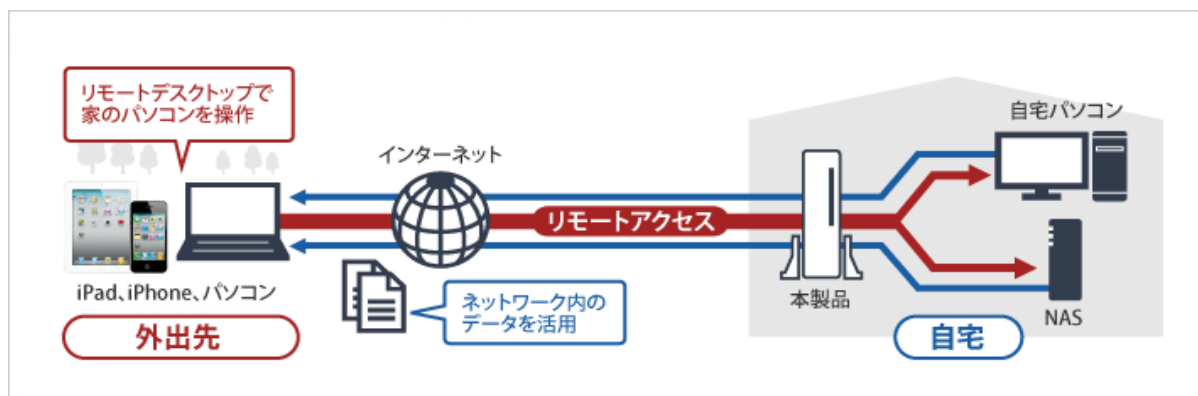 リモートデスクトップで
家のパソコンを操作
インターネット
自宅パソコン
リモートアクセス
iPad、iPhone、パソコン
外出先
ネットワーク内の
データを活用
本製品
NAS
自宅